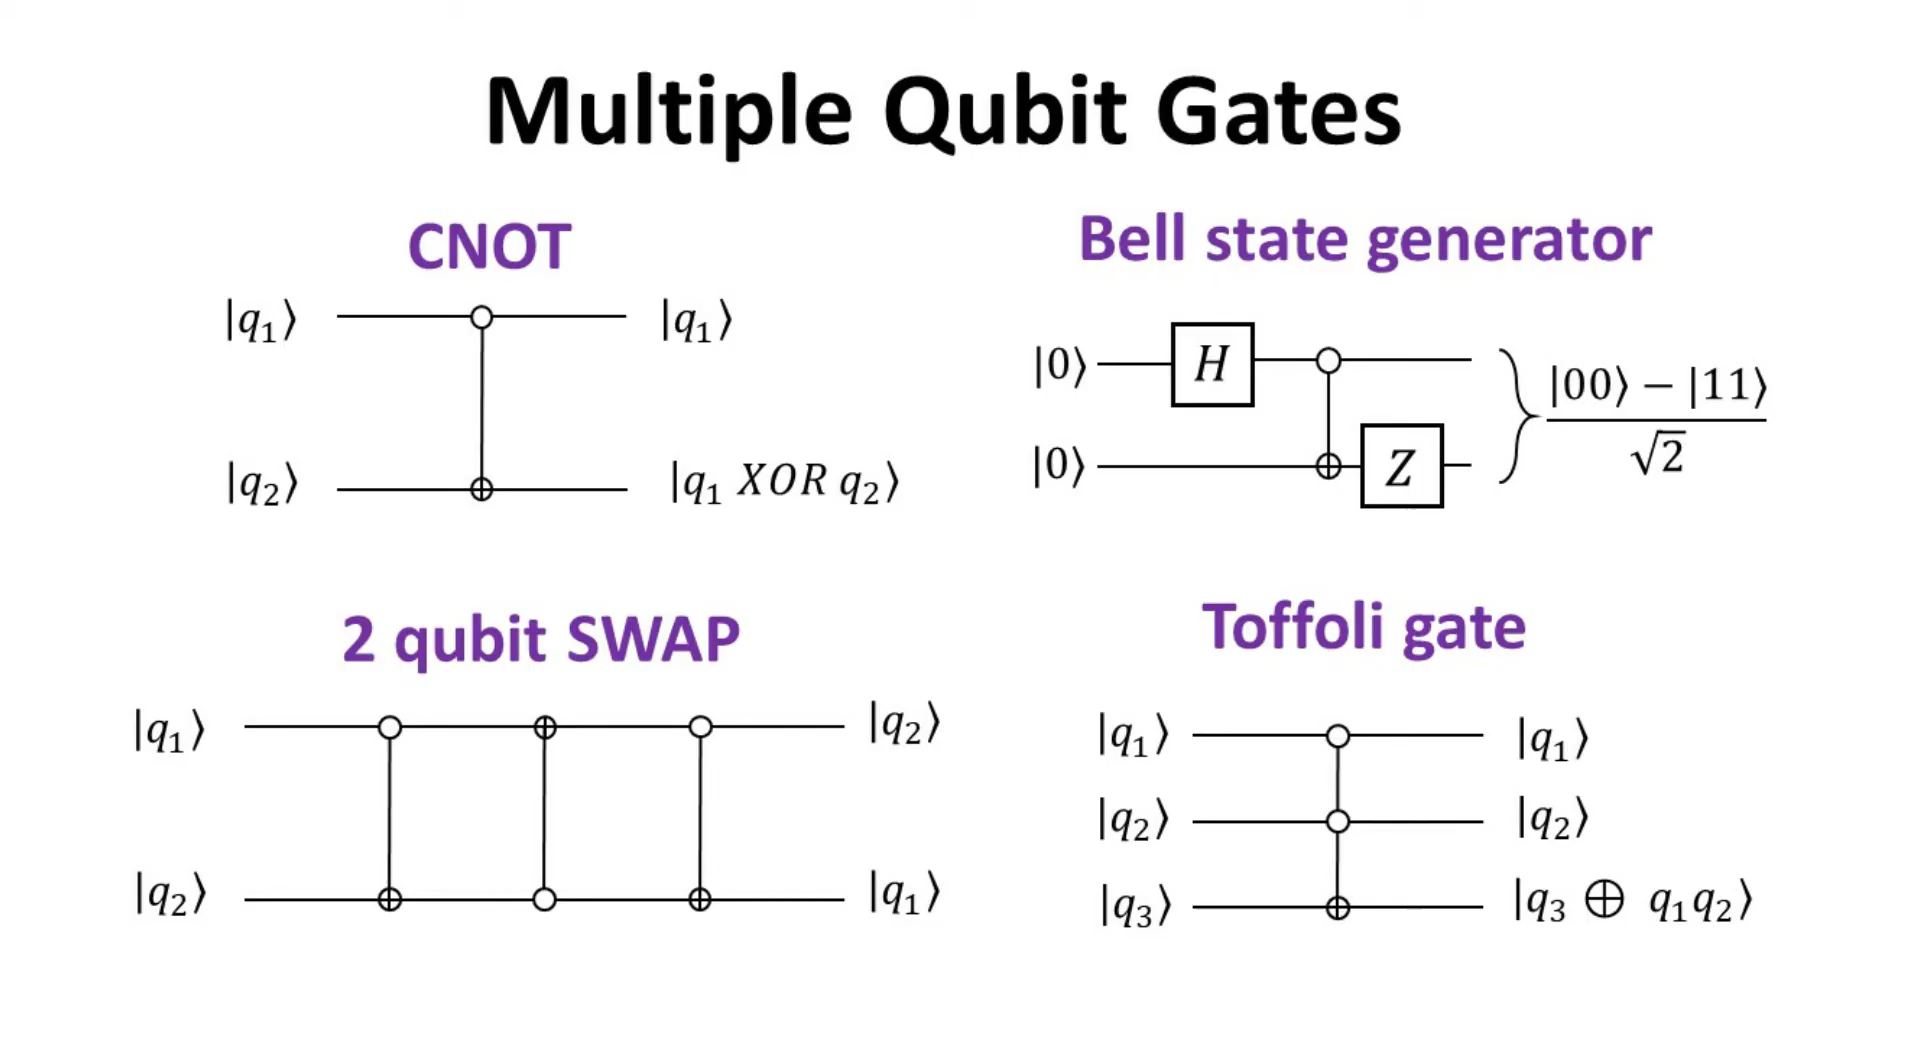 Multiple Qubit Gates
CNOT
|q₁⟩ |q₁⟩
|q₂⟩ |q₁ XOR q₂⟩
Bell state generator
|0⟩ H
|0⟩ Z
|00⟩ − |11⟩
√2
2 qubit SWAP
|q₁⟩ |q₂⟩
|q₂⟩ |q₁⟩
Toffoli gate
|q₁⟩ |q₁⟩
|q₂⟩ |q₂⟩
|q₃⟩ |q₃ ⊕ q₁q₂⟩